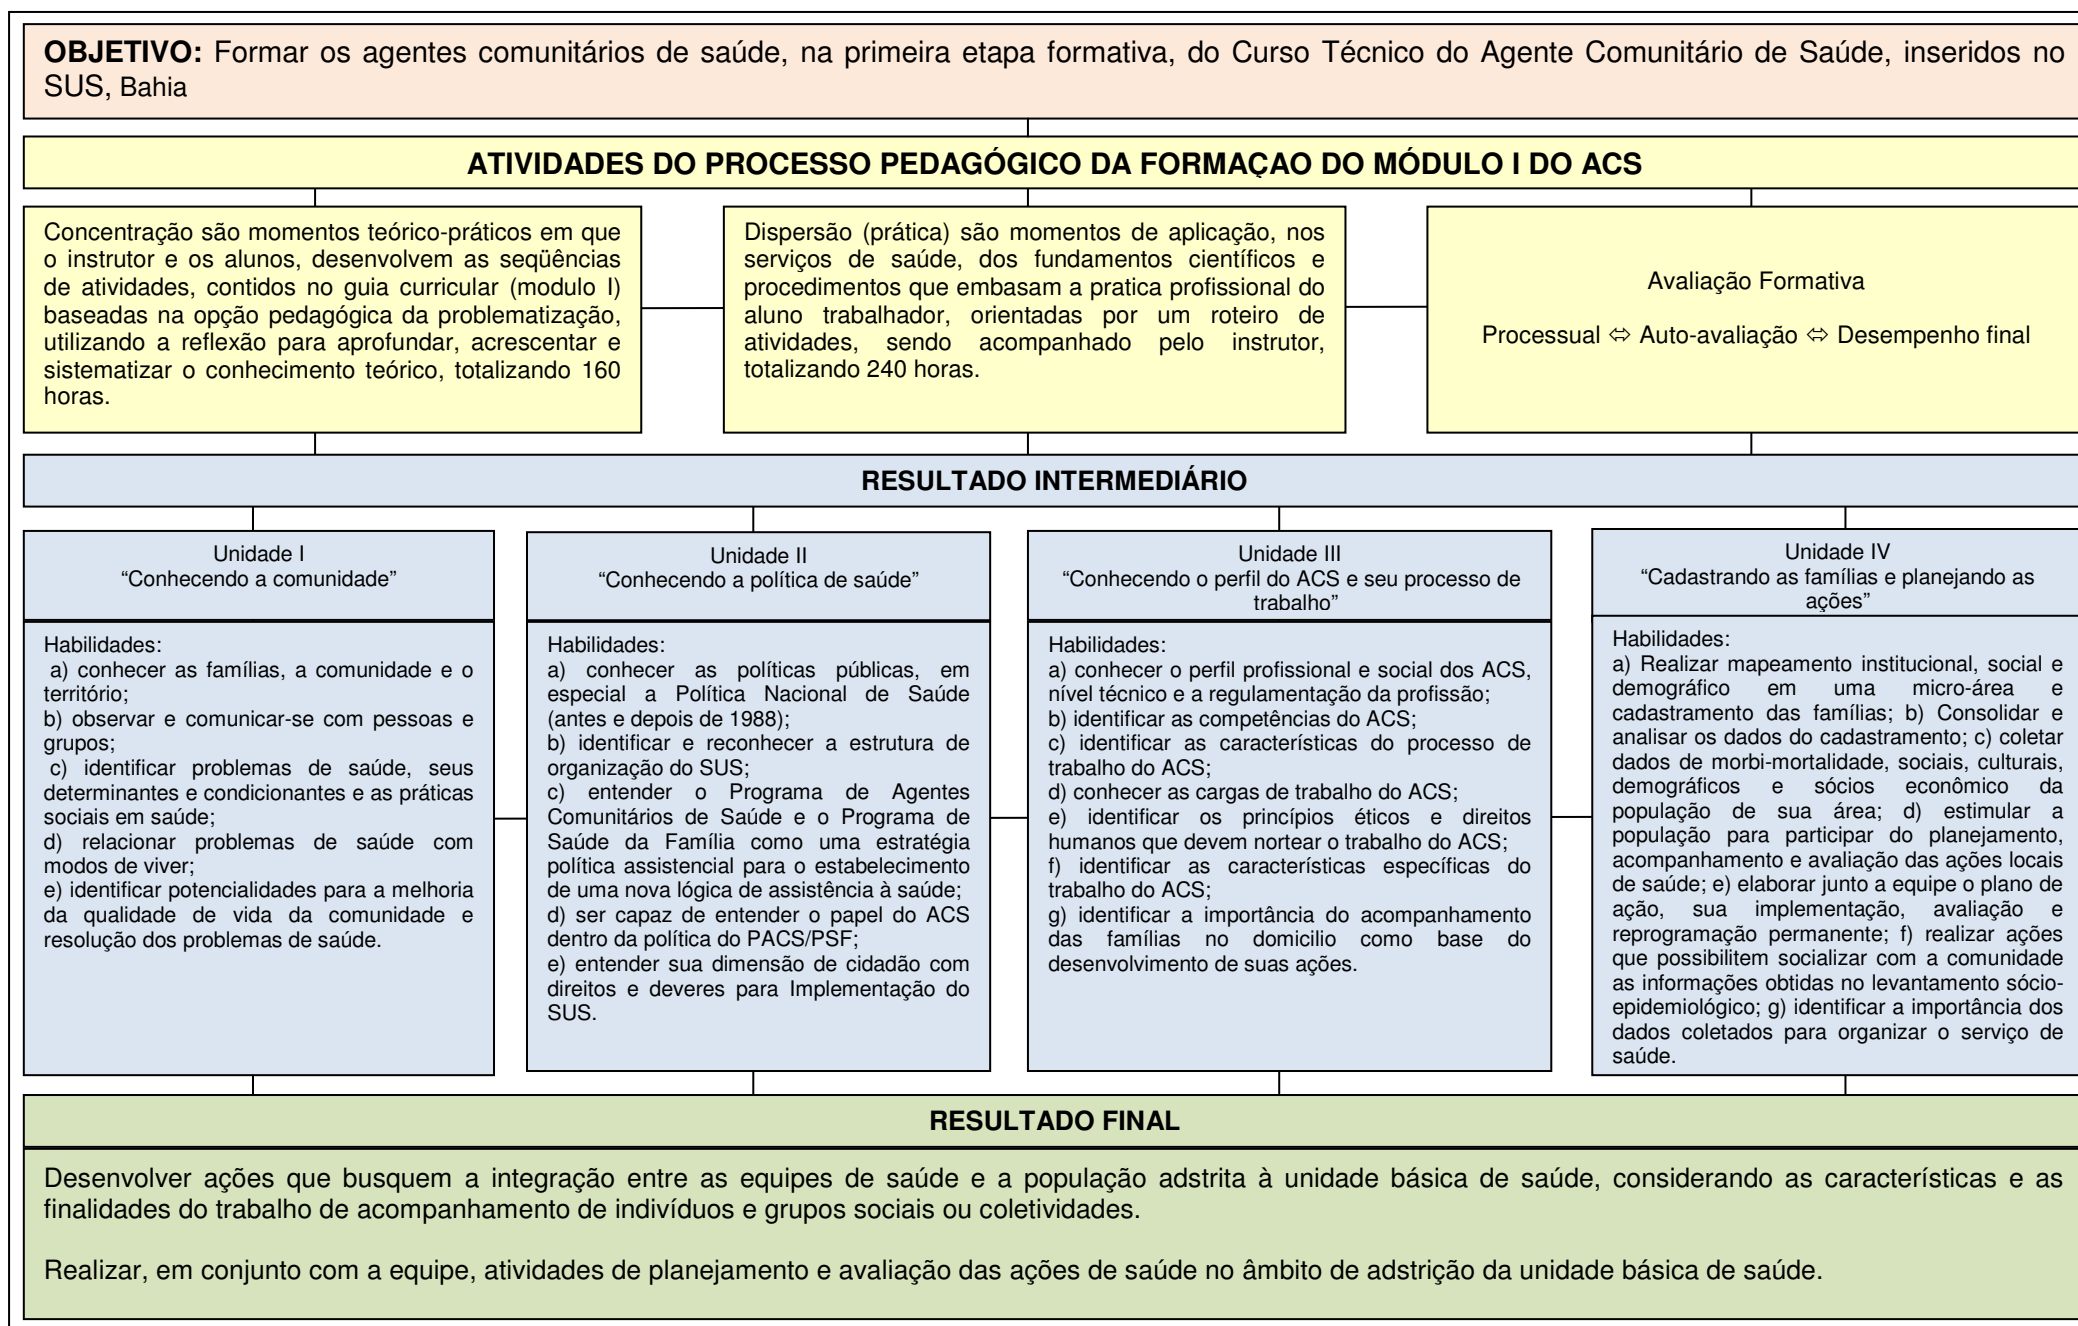 OBJETIVO: Formar os agentes comunitários de saúde, na primeira etapa formativa, do Curso Técnico do Agente Comunitário de Saúde, inseridos no
SUS, Bahia
ATIVIDADES DO PROCESSO PEDAGÓGICO DA FORMAÇAO DO MÓDULO I DO ACS
Concentração são momentos teórico-práticos em que
o instrutor e os alunos, desenvolvem as seqüências
de atividades, contidos no guia curricular (modulo I)
baseadas na opção pedagógica da problematização,
utilizando a reflexão para aprofundar, acrescentar e
sistematizar o conhecimento teórico, totalizando 160
horas.
Dispersão (prática) são momentos de aplicação, nos
serviços de saúde, dos fundamentos científicos e
procedimentos que embasam a pratica profissional do
aluno trabalhador, orientadas por um roteiro de
atividades, sendo acompanhado pelo instrutor,
totalizando 240 horas.
Avaliação Formativa
Processual ⬄ Auto-avaliação ⬄ Desempenho final
RESULTADO INTERMEDIÁRIO
Unidade I
“Conhecendo a comunidade”
Habilidades:
a) conhecer as famílias, a comunidade e o
território;
b) observar e comunicar-se com pessoas e
grupos;
c) identificar problemas de saúde, seus
determinantes e condicionantes e as práticas
sociais em saúde;
d) relacionar problemas de saúde com
modos de viver;
e) identificar potencialidades para a melhoria
da qualidade de vida da comunidade e
resolução dos problemas de saúde.
Unidade II
“Conhecendo a política de saúde”
Habilidades:
a) conhecer as políticas públicas, em
especial a Política Nacional de Saúde
(antes e depois de 1988);
b) identificar e reconhecer a estrutura de
organização do SUS;
c) entender o Programa de Agentes
Comunitários de Saúde e o Programa de
Saúde da Família como uma estratégia
política assistencial para o estabelecimento
de uma nova lógica de assistência à saúde;
d) ser capaz de entender o papel do ACS
dentro da política do PACS/PSF;
e) entender sua dimensão de cidadão com
direitos e deveres para Implementação do
SUS.
Unidade III
“Conhecendo o perfil do ACS e seu processo de
trabalho”
Habilidades:
a) conhecer o perfil profissional e social dos ACS,
nível técnico e a regulamentação da profissão;
b) identificar as competências do ACS;
c) identificar as características do processo de
trabalho do ACS;
d) conhecer as cargas de trabalho do ACS;
e) identificar os princípios éticos e direitos
humanos que devem nortear o trabalho do ACS;
f) identificar as características específicas do
trabalho do ACS;
g) identificar a importância do acompanhamento
das famílias no domicilio como base do
desenvolvimento de suas ações.
Unidade IV
“Cadastrando as famílias e planejando as
ações”
Habilidades:
a) Realizar mapeamento institucional, social e
demográfico em uma micro-área e
cadastramento das famílias; b) Consolidar e
analisar os dados do cadastramento; c) coletar
dados de morbi-mortalidade, sociais, culturais,
demográficos e sócios econômico da
população de sua área; d) estimular a
população para participar do planejamento,
acompanhamento e avaliação das ações locais
de saúde; e) elaborar junto a equipe o plano de
ação, sua implementação, avaliação e
reprogramação permanente; f) realizar ações
que possibilitem socializar com a comunidade
as informações obtidas no levantamento sócio-
epidemiológico; g) identificar a importância dos
dados coletados para organizar o serviço de
saúde.
RESULTADO FINAL
Desenvolver ações que busquem a integração entre as equipes de saúde e a população adstrita à unidade básica de saúde, considerando as características e as
finalidades do trabalho de acompanhamento de indivíduos e grupos sociais ou coletividades.
Realizar, em conjunto com a equipe, atividades de planejamento e avaliação das ações de saúde no âmbito de adstrição da unidade básica de saúde.